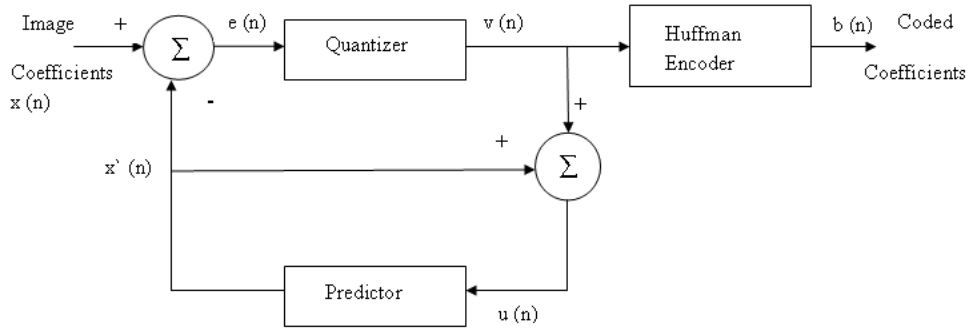 Image
+
e (n)
v (n)
b (n)
Coded
Σ
Quantizer
Huffman
Encoder
Coefficients
x (n)
-
Coefficients
+
+
x` (n)
Σ
Predictor
u (n)